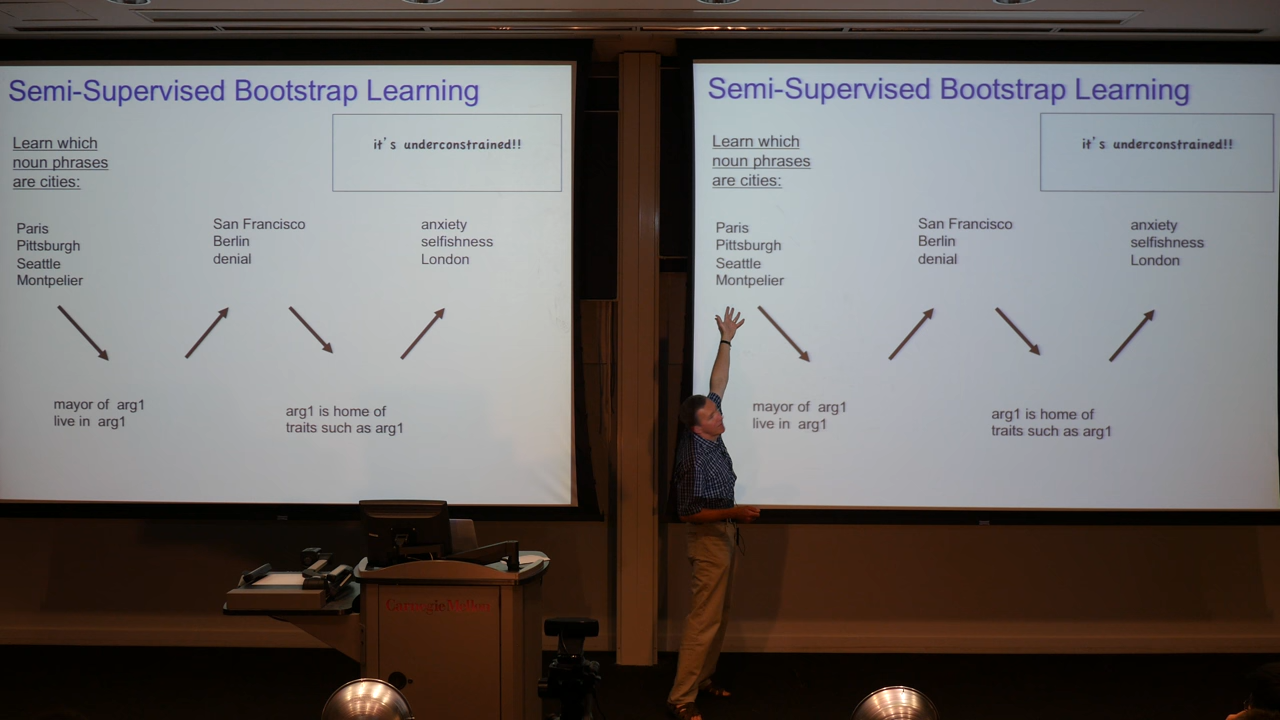 Semi-Supervised Bootstrap Learning
it's underconstrained!!
Learn which
noun phrases
are cities:
Paris
Pittsburgh
Seattle
Montpelier
San Francisco
Berlin
denial
anxiety
selfishness
London
mayor of arg1
live in arg1
arg1 is home of
traits such as arg1
Semi-Supervised Bootstrap Learning
it's underconstrained!!
Learn which
noun phrases
are cities:
Paris
Pittsburgh
Seattle
Montpelier
San Francisco
Berlin
denial
anxiety
selfishness
London
mayor of arg1
live in arg1
arg1 is home of
traits such as arg1
Carnegie Mellon